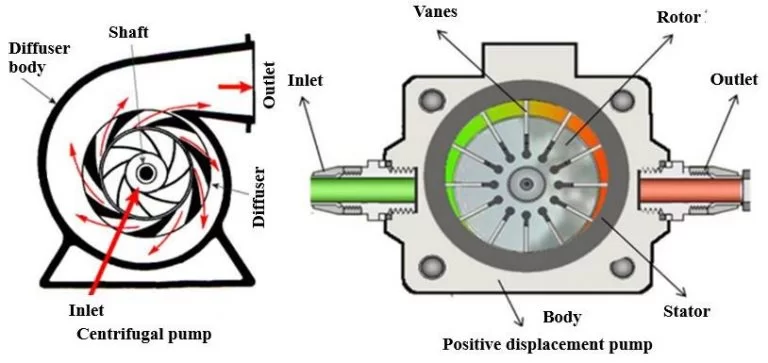 Shaft
Diffuser
body
Outlet
Diffuser
Inlet
Centrifugal pump
Vanes
Rotor
Inlet
Outlet
Stator
Body
Positive displacement pump